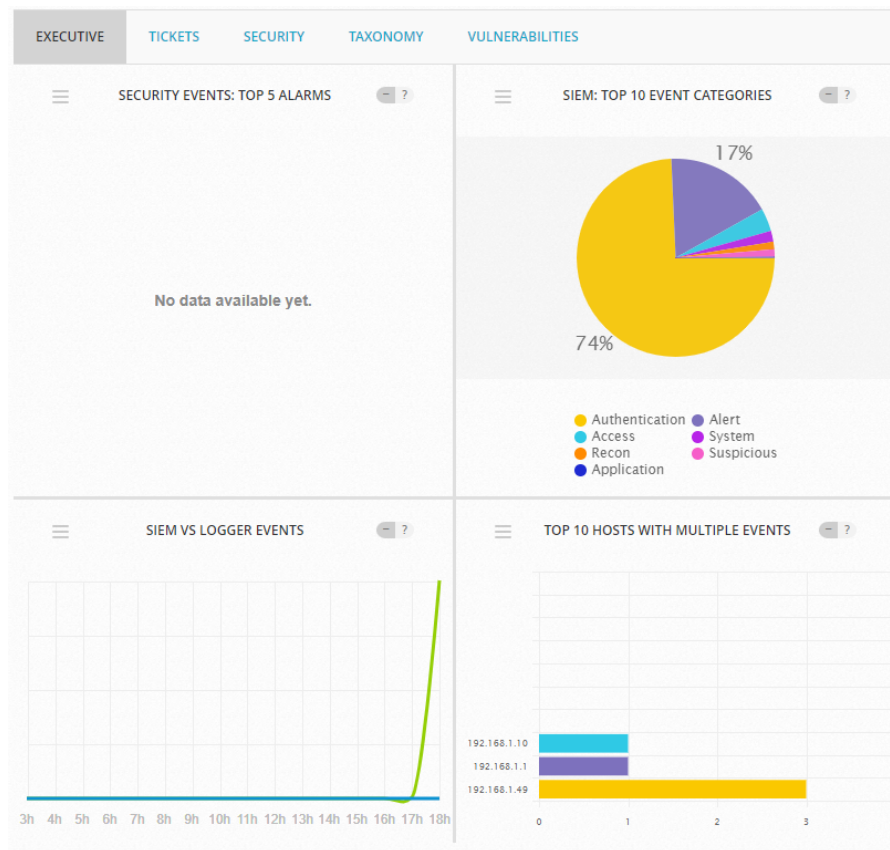 EXECUTIVE TICKETS SECURITY TAXONOMY VULNERABILITIES
SECURITY EVENTS: TOP 5 ALARMS - ?
No data available yet.
SIEM: TOP 10 EVENT CATEGORIES - ?
17%
74%
Authentication Alert
Access System
Recon Suspicious
Application
SIEM VS LOGGER EVENTS - ?
3h 4h 5h 6h 7h 8h 9h 10h 11h 12h 13h 14h 15h 16h 17h 18h
TOP 10 HOSTS WITH MULTIPLE EVENTS - ?
192.168.1.10
192.168.1.1
192.168.1.49
0 1 2 3